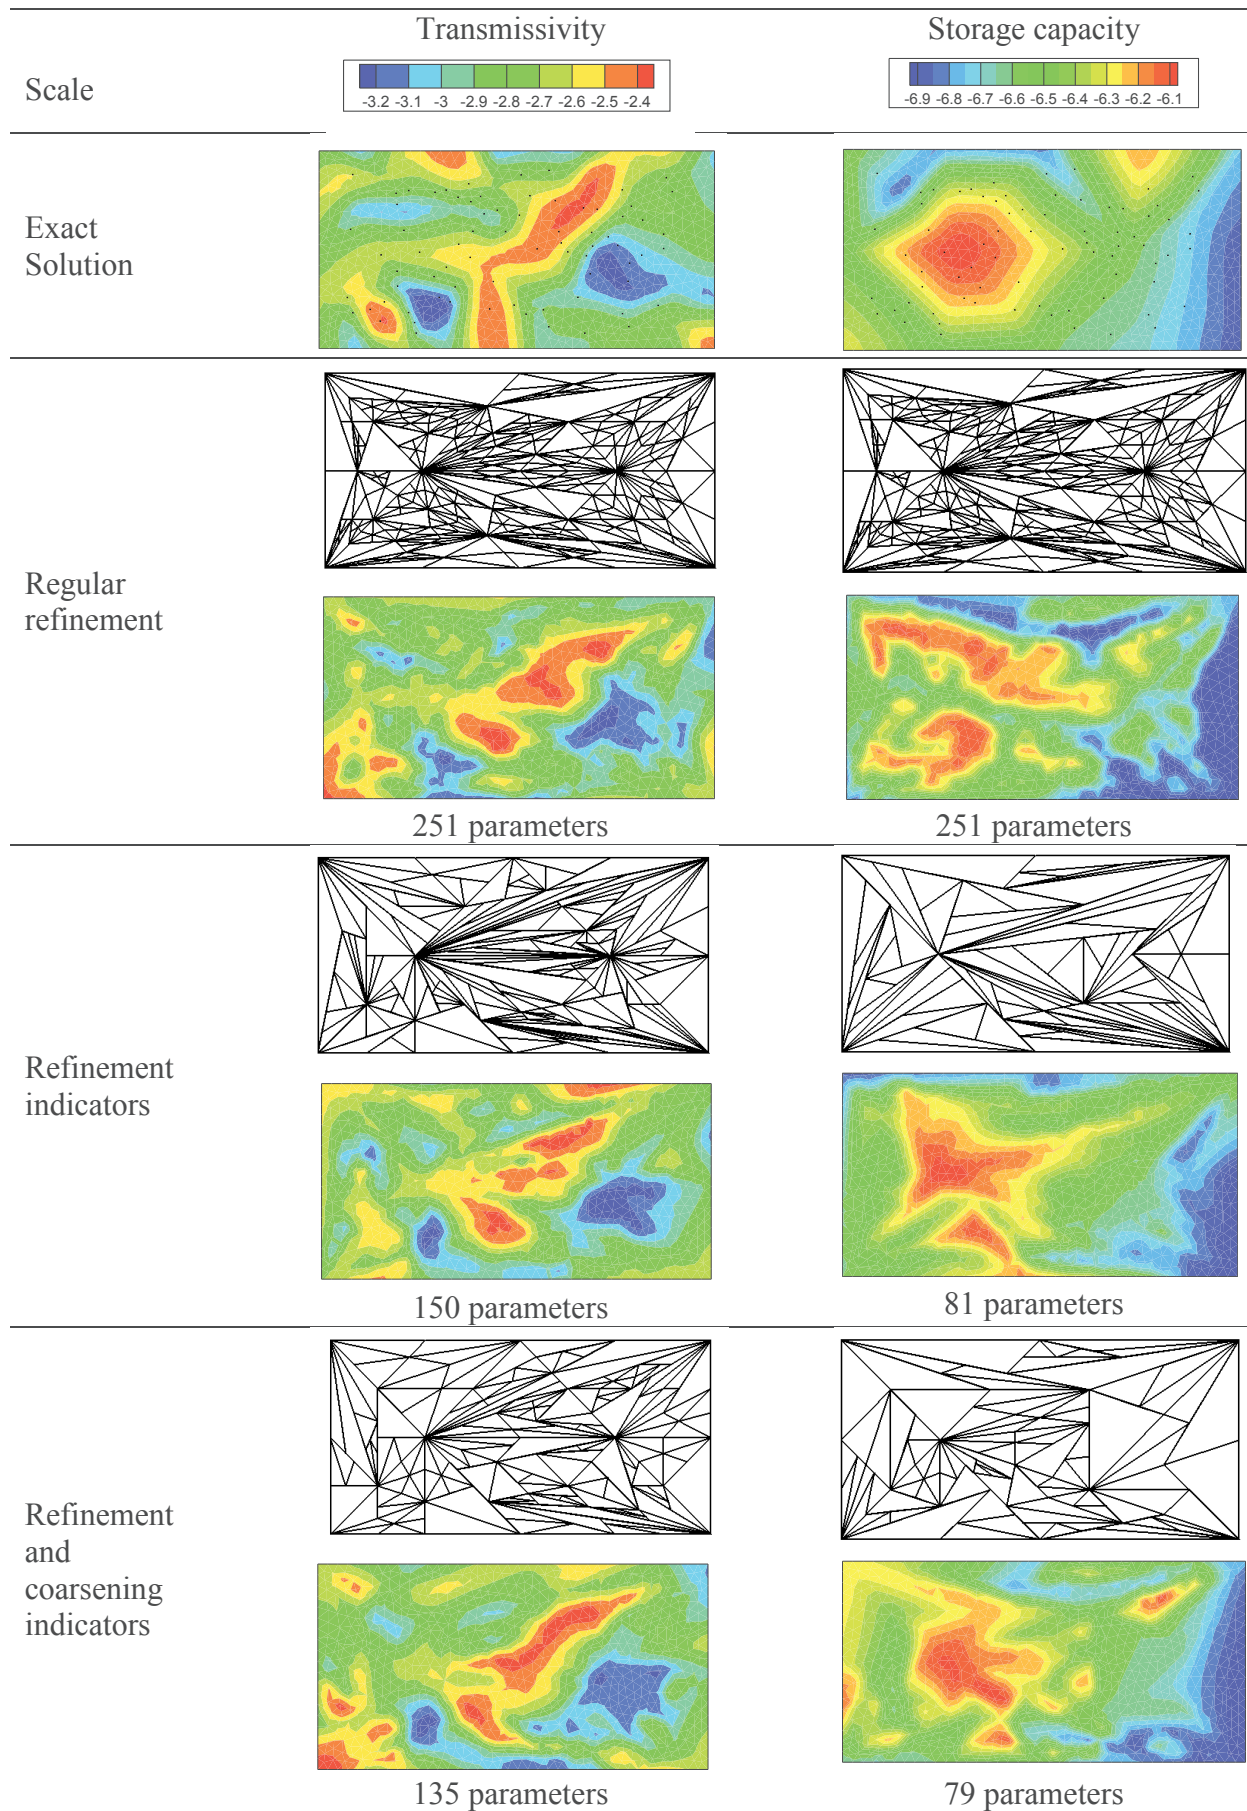 Transmissivity
Storage capacity
Scale
-3.2 -3.1 -3 -2.9 -2.8 -2.7 -2.6 -2.5 -2.4
-6.9 -6.8 -6.7 -6.6 -6.5 -6.4 -6.3 -6.2 -6.1
Exact
Solution
Regular
refinement
251 parameters
251 parameters
Refinement
indicators
150 parameters
81 parameters
Refinement
and
coarsening
indicators
135 parameters
79 parameters